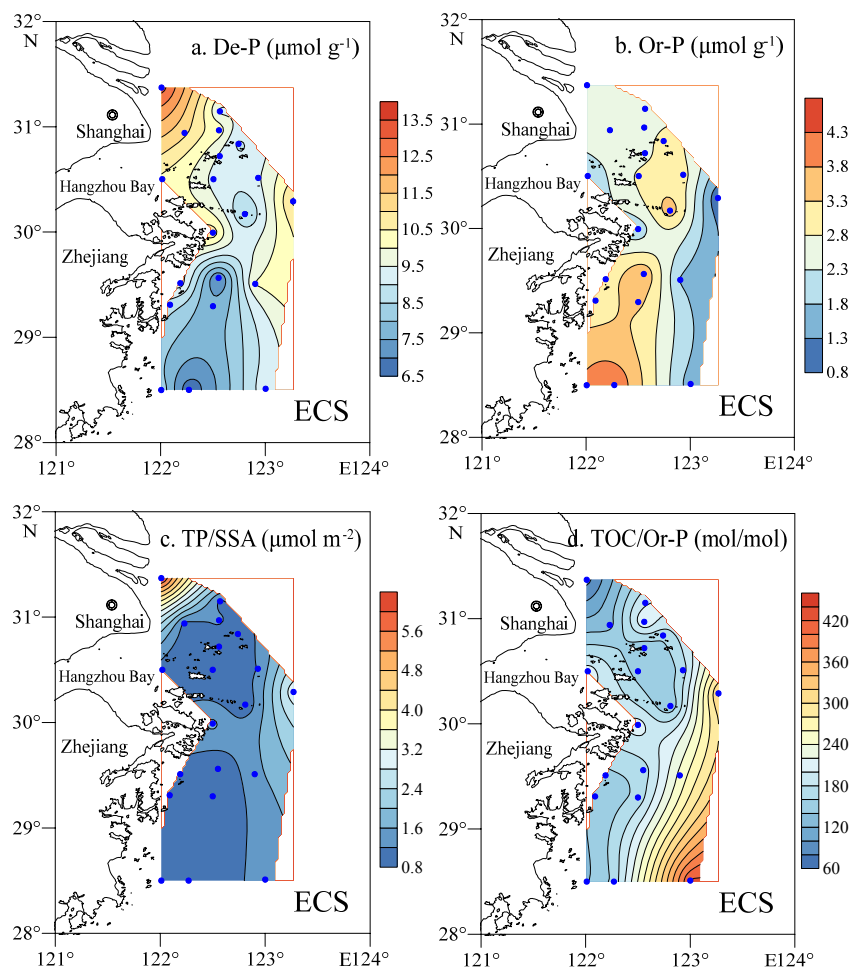 a. De-P (μmol g⁻¹)
32°
N
31°
30°
29°
28°
121°
122°
123°
E124°
Shanghai
Hangzhou Bay
Zhejiang
ECS
13.5
12.5
11.5
10.5
9.5
8.5
7.5
6.5
b. Or-P (μmol g⁻¹)
32°
N
31°
30°
29°
28°
121°
122°
123°
E124°
Shanghai
Hangzhou Bay
Zhejiang
ECS
4.3
3.8
3.3
2.8
2.3
1.8
1.3
0.8
c. TP/SSA (μmol m⁻²)
32°
N
31°
30°
29°
28°
121°
122°
123°
E124°
Shanghai
Hangzhou Bay
Zhejiang
ECS
5.6
4.8
4.0
3.2
2.4
1.6
0.8
d. TOC/Or-P (mol/mol)
32°
N
31°
30°
29°
28°
121°
122°
123°
E124°
Shanghai
Hangzhou Bay
Zhejiang
ECS
420
360
300
240
180
120
60